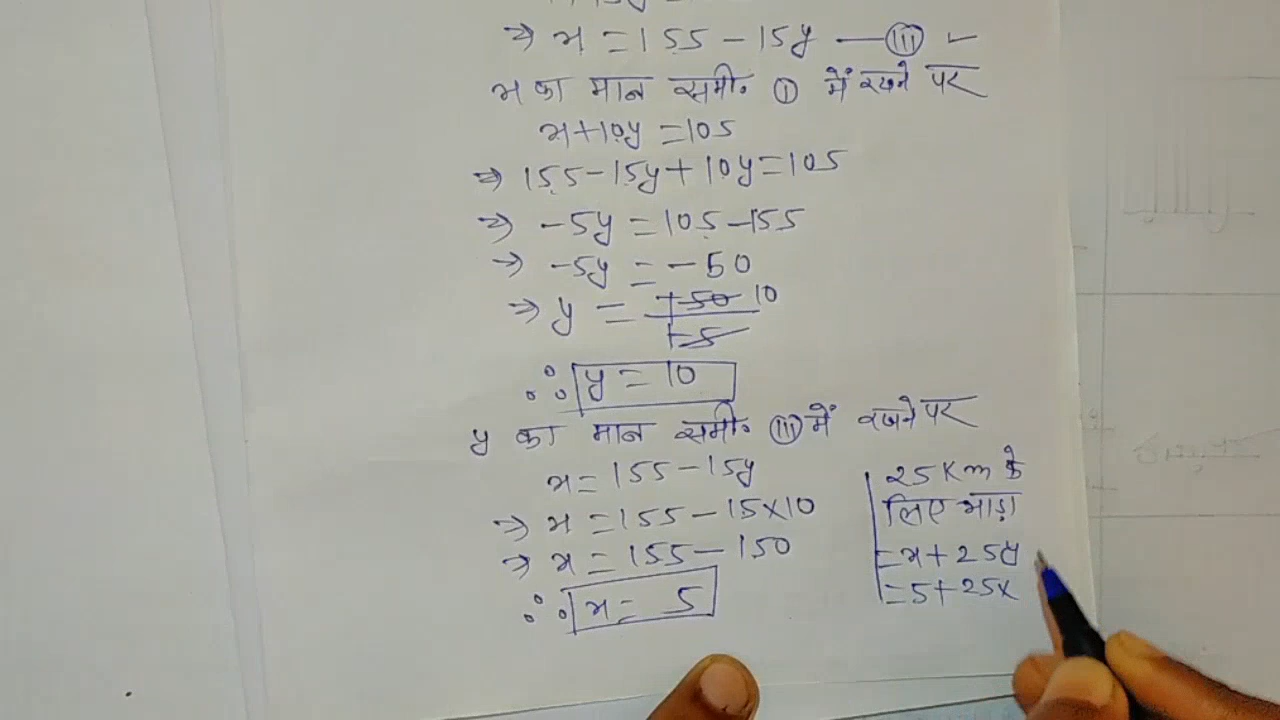 ⇒ x = 155 - 15y — (III) ✓
x का मान समी. (I) में रखने पर
x + 10y = 105
⇒ 155 - 15y + 10y = 105
⇒ -5y = 105 - 155
⇒ -5y = -50
⇒ y = +50 10
+5
∴ y = 10
y का मान समी. (III) में रखने पर
x = 155 - 15y
⇒ x = 155 - 15×10
⇒ x = 155 - 150
∴ x = 5
25 Km के
लिए भाड़ा
= x + 25y
= 5 + 25×